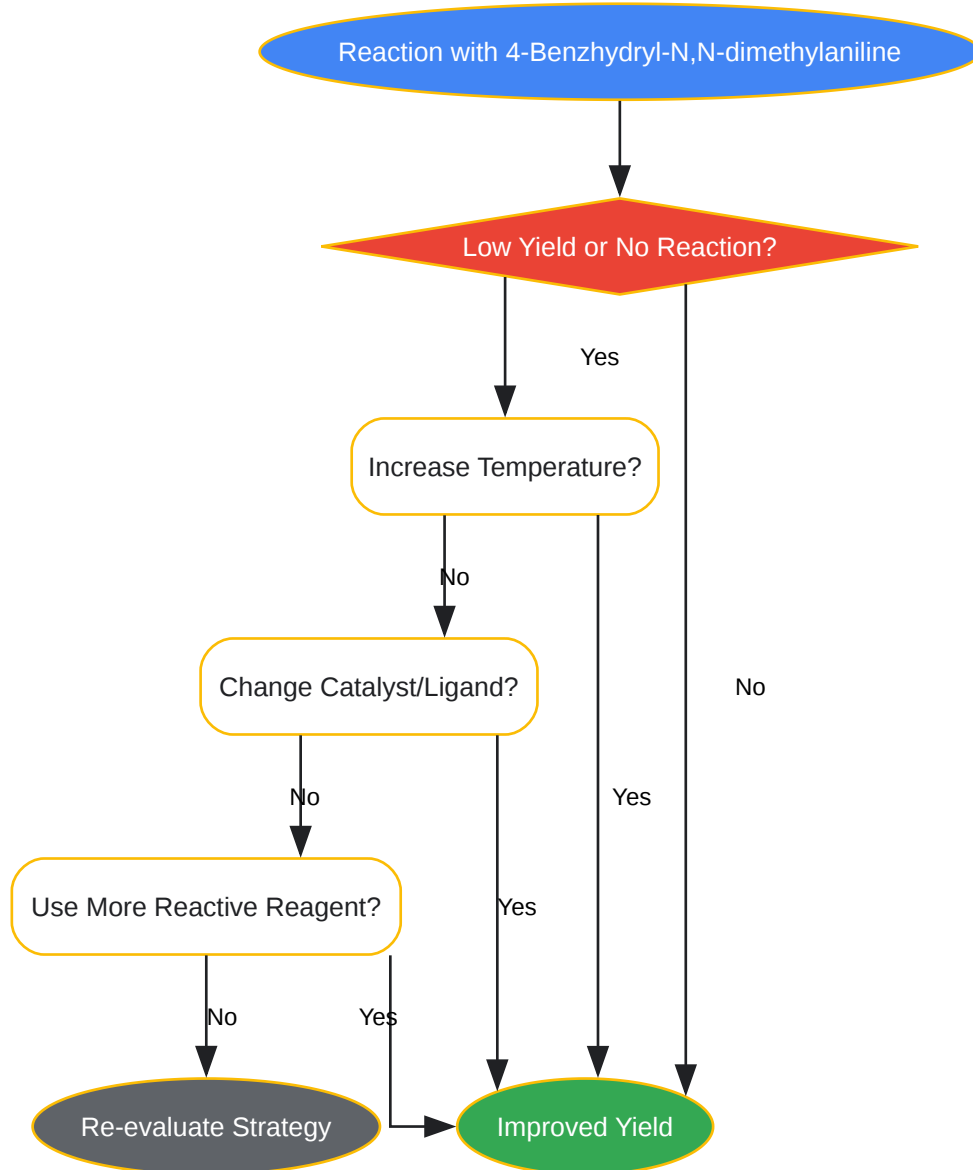 Reaction with 4-Benzhydryl-N,N-dimethylaniline
Low Yield or No Reaction?
Yes
Increase Temperature?
No
Change Catalyst/Ligand?
No
No
Yes
Use More Reactive Reagent?
Yes
No
Yes
Re-evaluate Strategy
Improved Yield